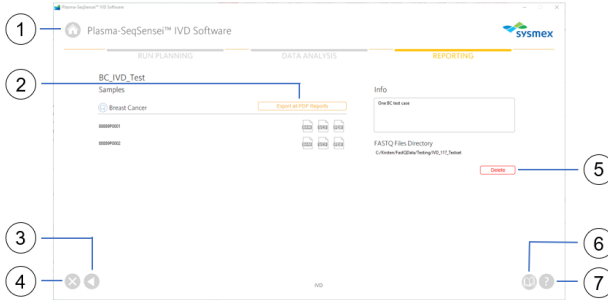 Plasma-SeqSensei™ IVD Software
1
Plasma-SeqSensei™ IVD Software
sysmex
RUN PLANNING
DATA ANALYSIS
REPORTING
2
BC_IVD_Test
Samples
Info
Breast Cancer
Export all PDF Reports
One BC test case
00089P0001
00089P0002
FASTQ Files Directory
Delete
5
3
6
4
IVD
?
7